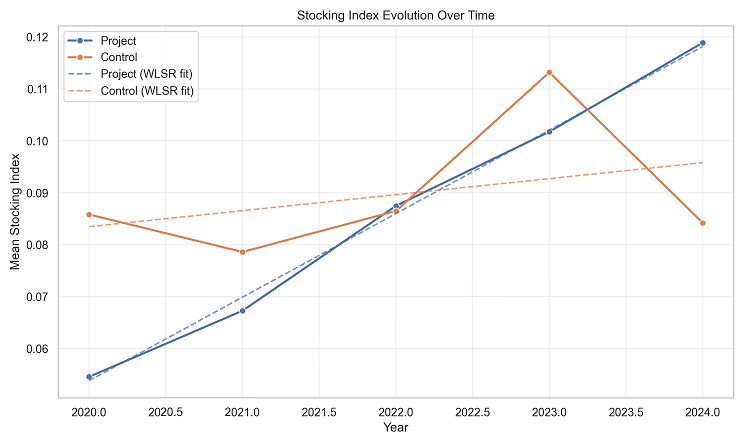 Stocking Index Evolution Over Time
Project
Control
Project (WLSR fit)
Control (WLSR fit)
Mean Stocking Index
0.12
0.11
0.10
0.09
0.08
0.07
0.06
2020.0 2020.5 2021.0 2021.5 2022.0 2022.5 2023.0 2023.5 2024.0
Year